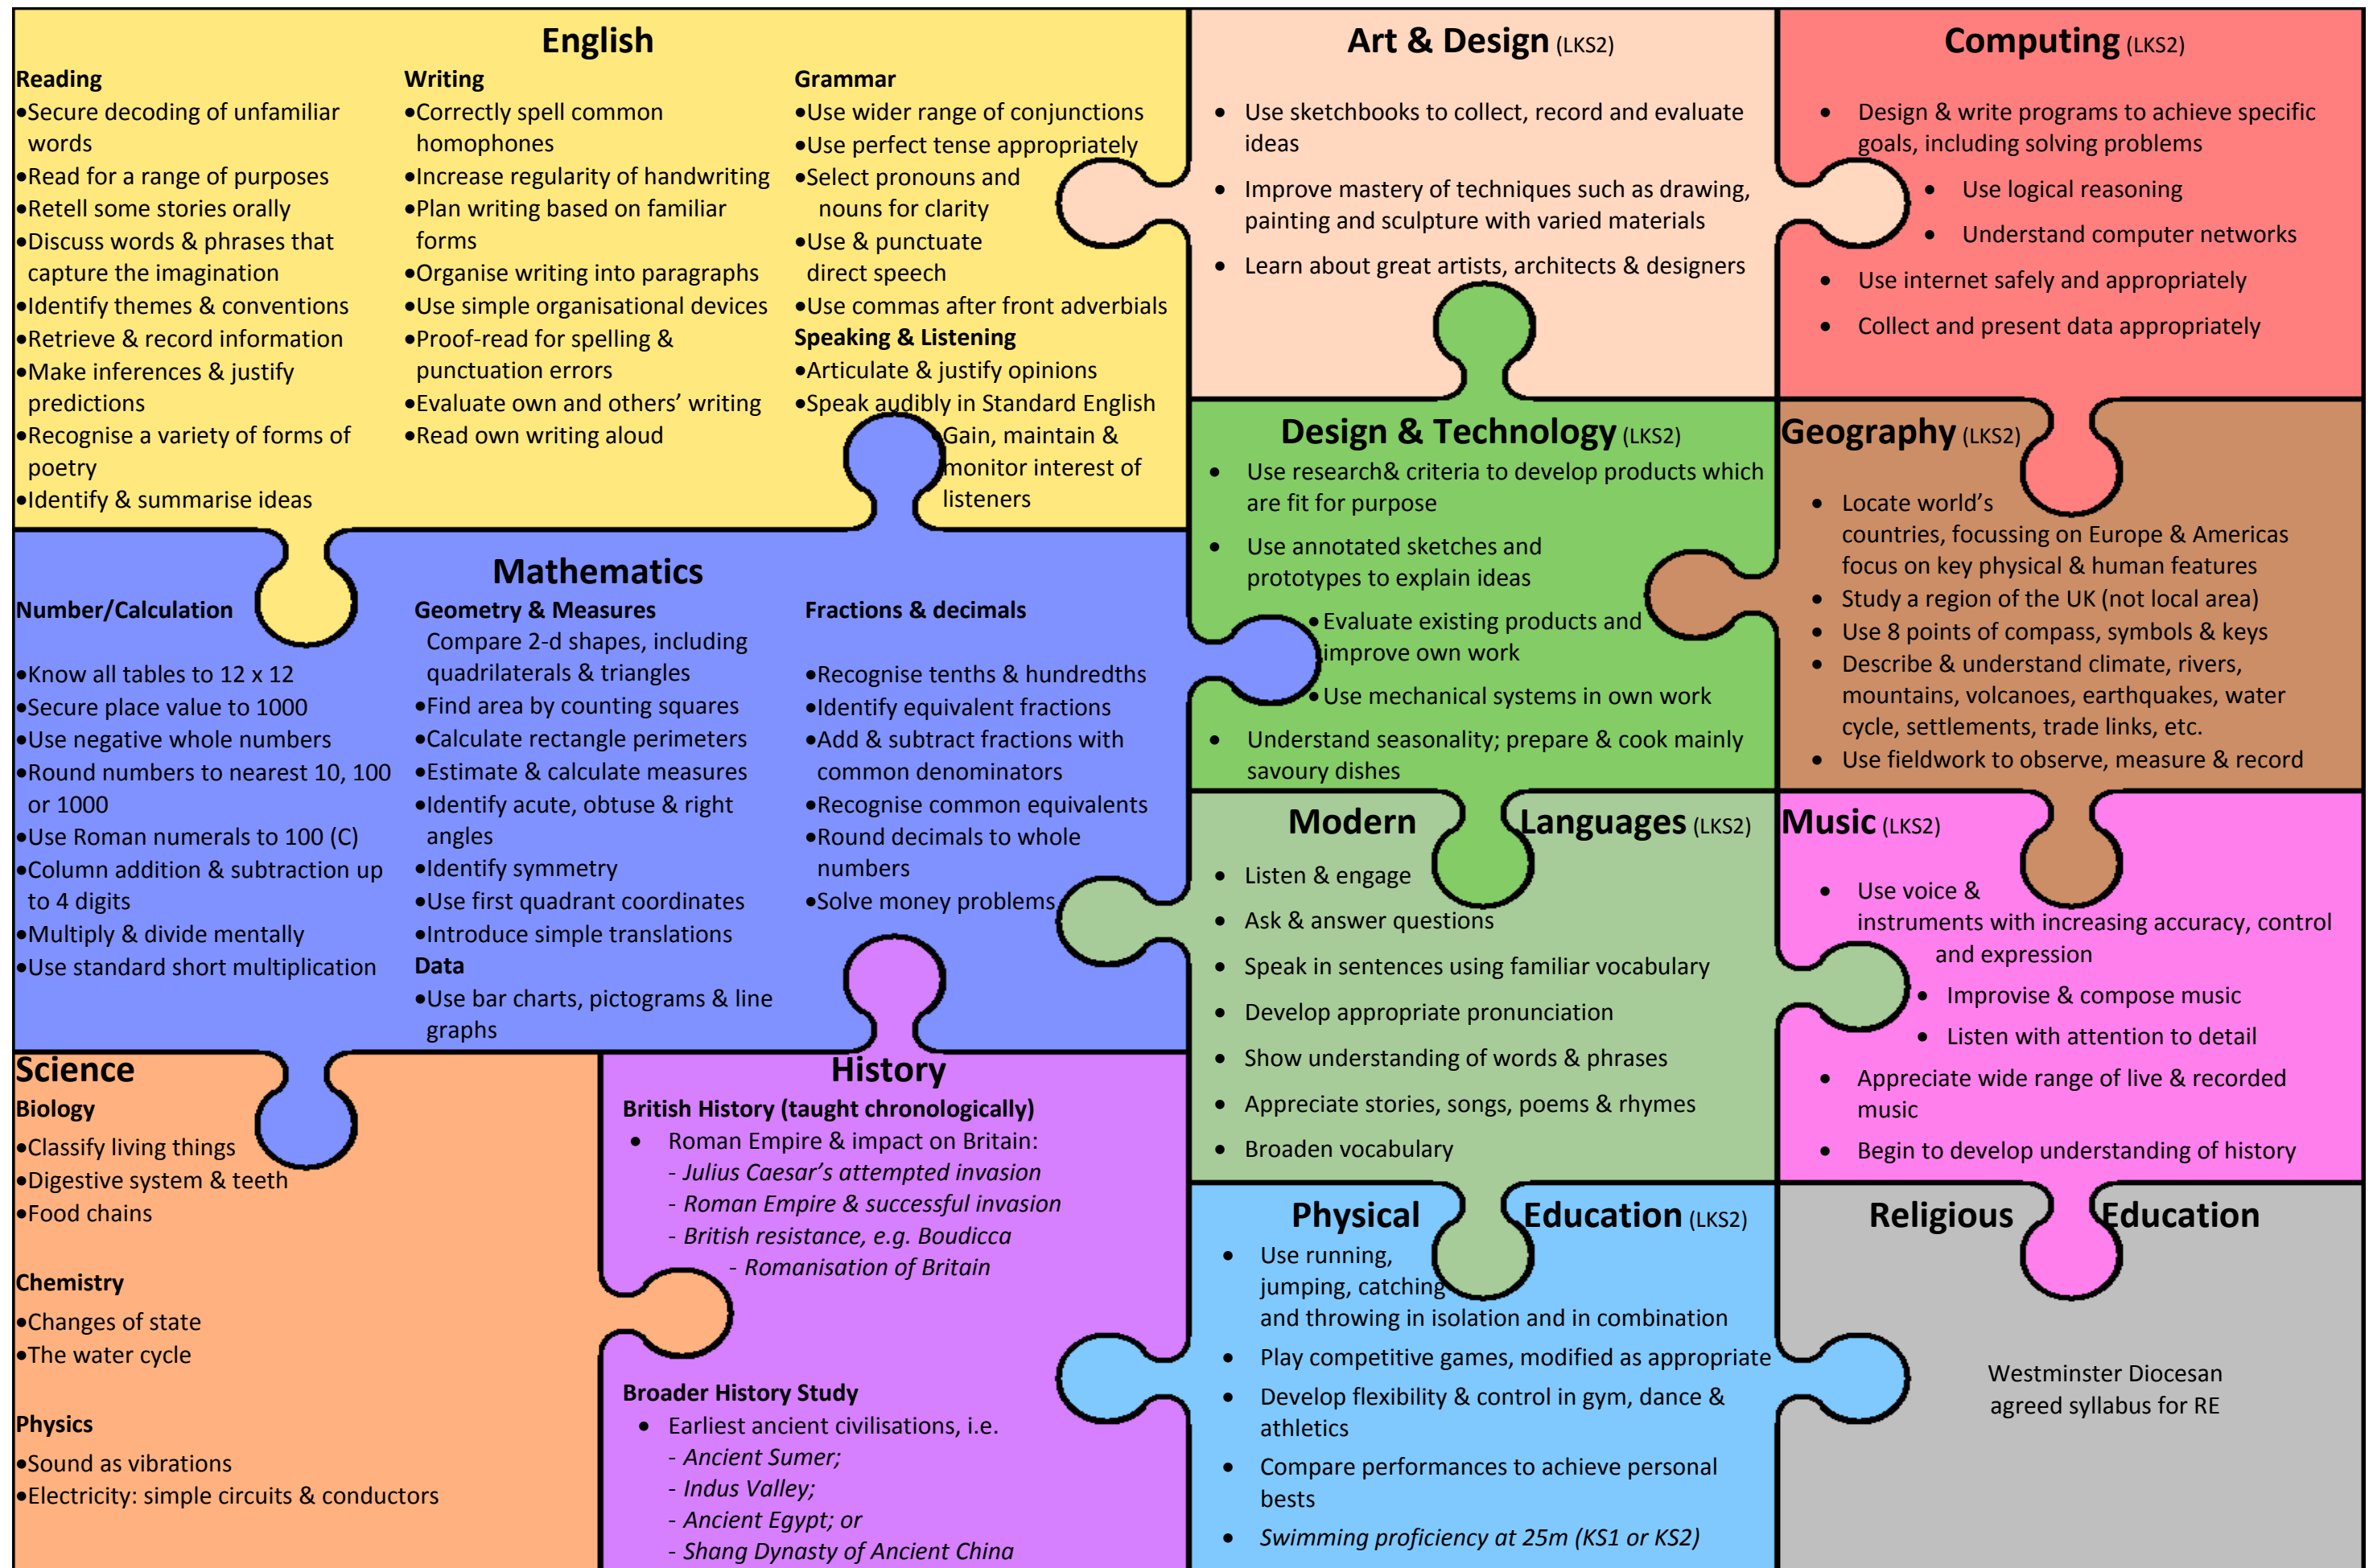 English
Reading
•Secure decoding of unfamiliar
words
•Read for a range of purposes
•Retell some stories orally
•Discuss words & phrases that
capture the imagination
•Identify themes & conventions
•Retrieve & record information
•Make inferences & justify
predictions
•Recognise a variety of forms of
poetry
•Identify & summarise ideas
Writing
•Correctly spell common
homophones
•Increase regularity of handwriting
•Plan writing based on familiar
forms
•Organise writing into paragraphs
•Use simple organisational devices
•Proof-read for spelling &
punctuation errors
•Evaluate own and others’ writing
•Read own writing aloud
Grammar
•Use wider range of conjunctions
•Use perfect tense appropriately
•Select pronouns and
nouns for clarity
•Use & punctuate
direct speech
•Use commas after front adverbials
Speaking & Listening
•Articulate & justify opinions
•Speak audibly in Standard English
Gain, maintain &
monitor interest of
listeners
Art & Design (LKS2)
• Use sketchbooks to collect, record and evaluate
ideas
• Improve mastery of techniques such as drawing,
painting and sculpture with varied materials
• Learn about great artists, architects & designers
Computing (LKS2)
• Design & write programs to achieve specific
goals, including solving problems
• Use logical reasoning
• Understand computer networks
• Use internet safely and appropriately
• Collect and present data appropriately
Mathematics
Number/Calculation
•Know all tables to 12 x 12
•Secure place value to 1000
•Use negative whole numbers
•Round numbers to nearest 10, 100
or 1000
•Use Roman numerals to 100 (C)
•Column addition & subtraction up
to 4 digits
•Multiply & divide mentally
•Use standard short multiplication
Geometry & Measures
Compare 2-d shapes, including
quadrilaterals & triangles
•Find area by counting squares
•Calculate rectangle perimeters
•Estimate & calculate measures
•Identify acute, obtuse & right
angles
•Identify symmetry
•Use first quadrant coordinates
•Introduce simple translations
Data
•Use bar charts, pictograms & line
graphs
Fractions & decimals
•Recognise tenths & hundredths
•Identify equivalent fractions
•Add & subtract fractions with
common denominators
•Recognise common equivalents
•Round decimals to whole
numbers
•Solve money problems
Design & Technology (LKS2)
• Use research& criteria to develop products which
are fit for purpose
• Use annotated sketches and
prototypes to explain ideas
•Evaluate existing products and
improve own work
•Use mechanical systems in own work
• Understand seasonality; prepare & cook mainly
savoury dishes
Geography (LKS2)
• Locate world’s
countries, focussing on Europe & Americas
focus on key physical & human features
• Study a region of the UK (not local area)
• Use 8 points of compass, symbols & keys
• Describe & understand climate, rivers,
mountains, volcanoes, earthquakes, water
cycle, settlements, trade links, etc.
• Use fieldwork to observe, measure & record
Modern Languages (LKS2)
• Listen & engage
• Ask & answer questions
• Speak in sentences using familiar vocabulary
• Develop appropriate pronunciation
• Show understanding of words & phrases
• Appreciate stories, songs, poems & rhymes
• Broaden vocabulary
Music (LKS2)
• Use voice &
instruments with increasing accuracy, control
and expression
• Improvise & compose music
• Listen with attention to detail
• Appreciate wide range of live & recorded
music
• Begin to develop understanding of history
Science
Biology
•Classify living things
•Digestive system & teeth
•Food chains
Chemistry
•Changes of state
•The water cycle
Physics
•Sound as vibrations
•Electricity: simple circuits & conductors
History
British History (taught chronologically)
• Roman Empire & impact on Britain:
- Julius Caesar’s attempted invasion
- Roman Empire & successful invasion
- British resistance, e.g. Boudicca
- Romanisation of Britain
Broader History Study
• Earliest ancient civilisations, i.e.
- Ancient Sumer;
- Indus Valley;
- Ancient Egypt; or
- Shang Dynasty of Ancient China
Physical Education (LKS2)
• Use running,
jumping, catching
and throwing in isolation and in combination
• Play competitive games, modified as appropriate
• Develop flexibility & control in gym, dance &
athletics
• Compare performances to achieve personal
bests
• Swimming proficiency at 25m (KS1 or KS2)
Religious Education
Westminster Diocesan
agreed syllabus for RE